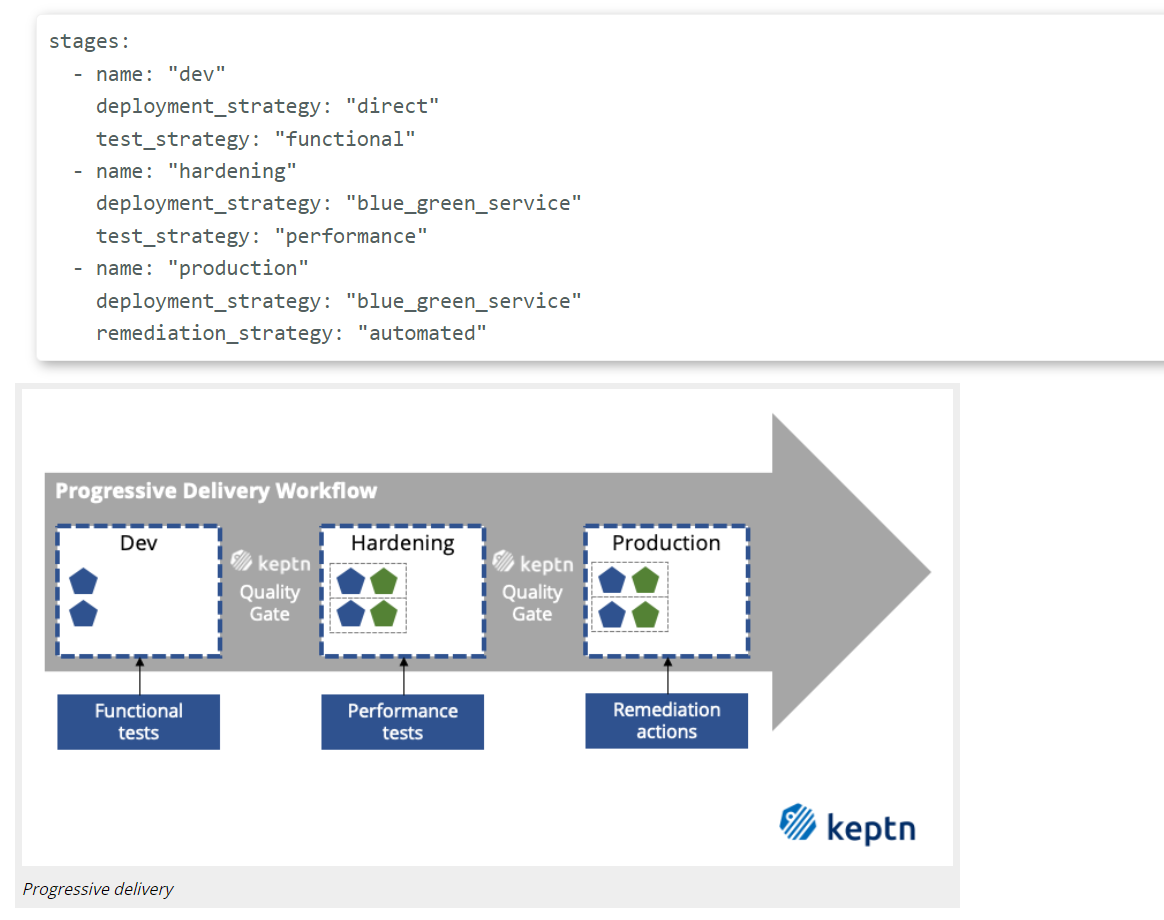 stages:
  - name: "dev"
    deployment_strategy: "direct"
    test_strategy: "functional"
  - name: "hardening"
    deployment_strategy: "blue_green_service"
    test_strategy: "performance"
  - name: "production"
    deployment_strategy: "blue_green_service"
    remediation_strategy: "automated"
Progressive Delivery Workflow
Dev
keptn
Quality
Gate
Hardening
keptn
Quality
Gate
Production
Functional
tests
Performance
tests
Remediation
actions
keptn
Progressive delivery